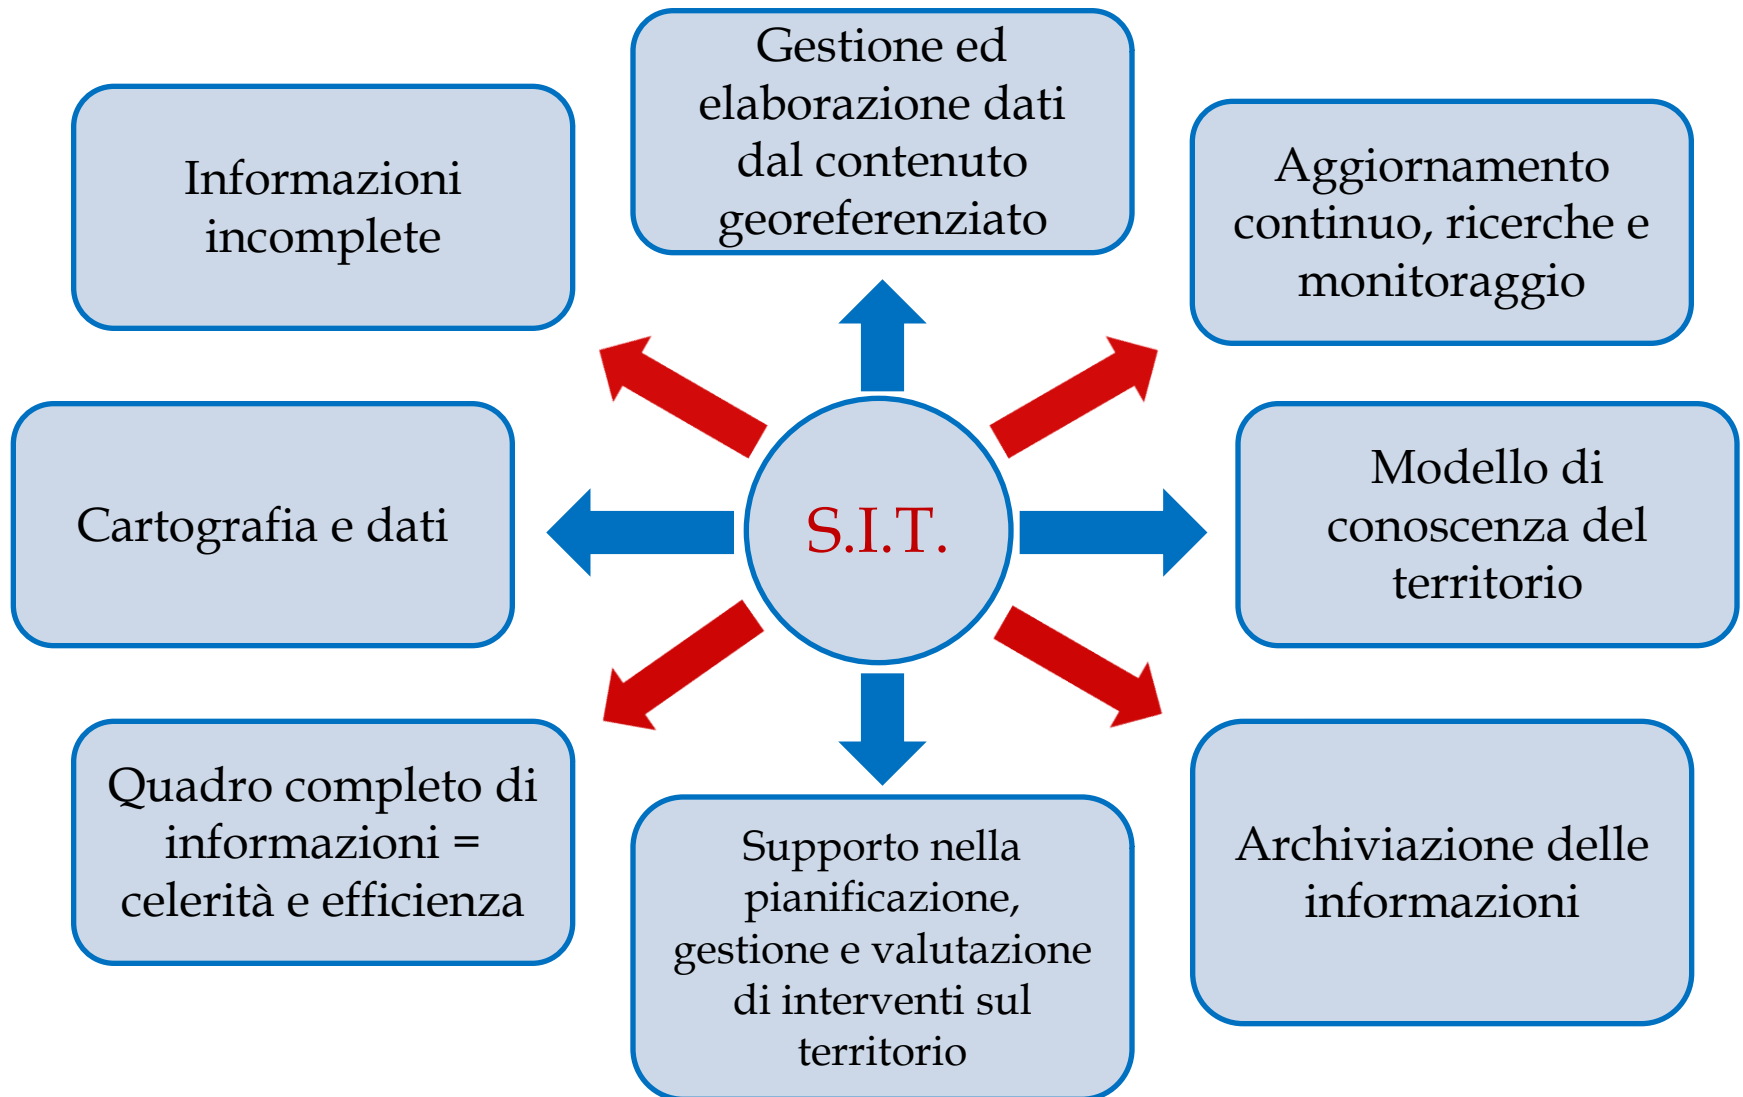 Gestione ed
elaborazione dati
dal contenuto
georeferenziato
Informazioni
incomplete
Aggiornamento
continuo, ricerche e
monitoraggio
Cartografia e dati
S.I.T.
Modello di
conoscenza del
territorio
Quadro completo di
informazioni =
celerità e efficienza
Supporto nella
pianificazione,
gestione e valutazione
di interventi sul
territorio
Archiviazione delle
informazioni